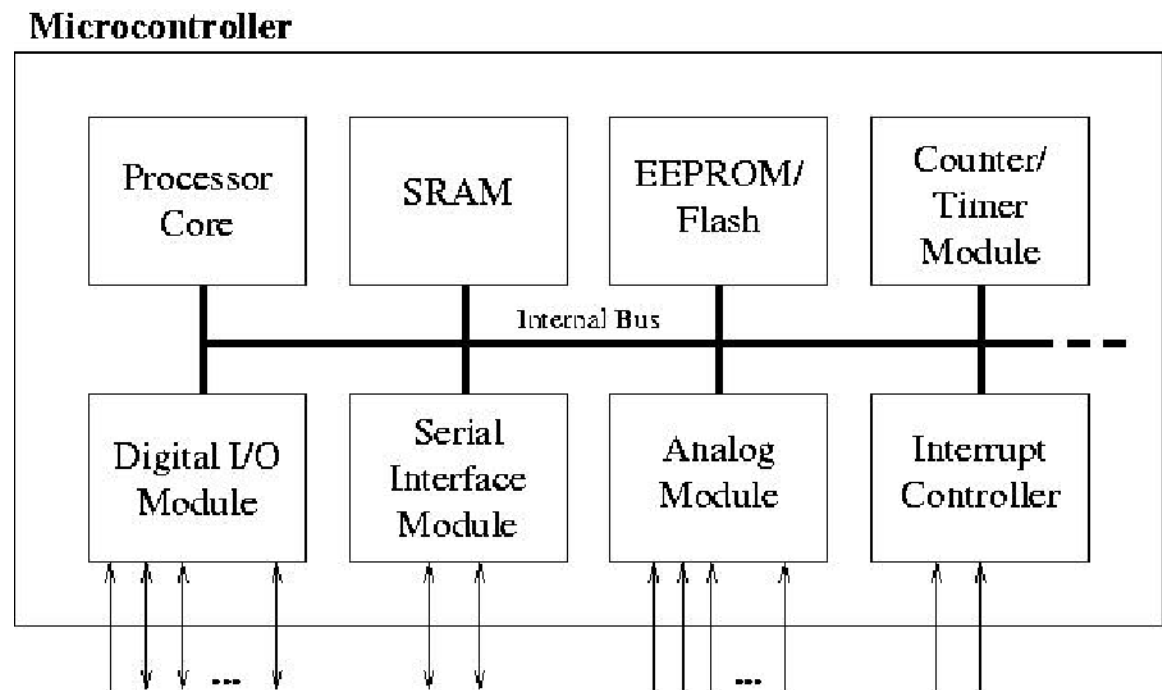 Microcontroller
Processor
Core
SRAM
EEPROM/
Flash
Counter/
Timer
Module
Internal Bus
Digital I/O
Module
Serial
Interface
Module
Analog
Module
Interrupt
Controller
...
...